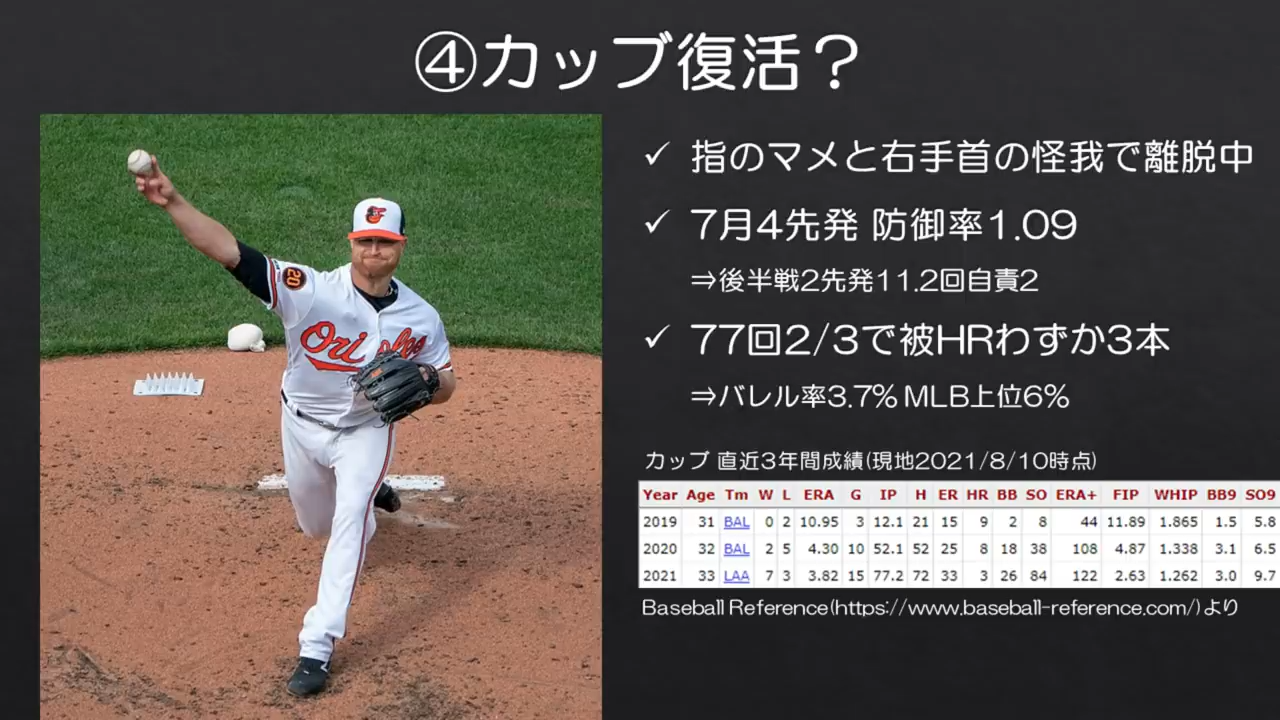 ④カップ復活？
✓ 指のマメと右手首の怪我で離脱中
✓ 7月4先発 防御率1.09
⇒後半戦2先発11.2回自責2
✓ 77回2/3で被HRわずか3本
⇒バレル率3.7% MLB上位6%
カップ 直近3年間成績(現地2021/8/10時点)
Year Age Tm W L ERA G IP H ER HR BB SO ERA+ FIP WHIP BB9 SO9
2019 31 BAL 0 2 10.95 3 12.1 21 15 9 2 8 44 11.89 1.865 1.5 5.8
2020 32 BAL 2 5 4.30 10 52.1 52 25 8 18 38 108 4.87 1.338 3.1 6.5
2021 33 LAA 7 3 3.82 15 77.2 72 33 3 26 84 122 2.63 1.262 3.0 9.7
Baseball Reference(https://www.baseball-reference.com/)より
Orioles
20